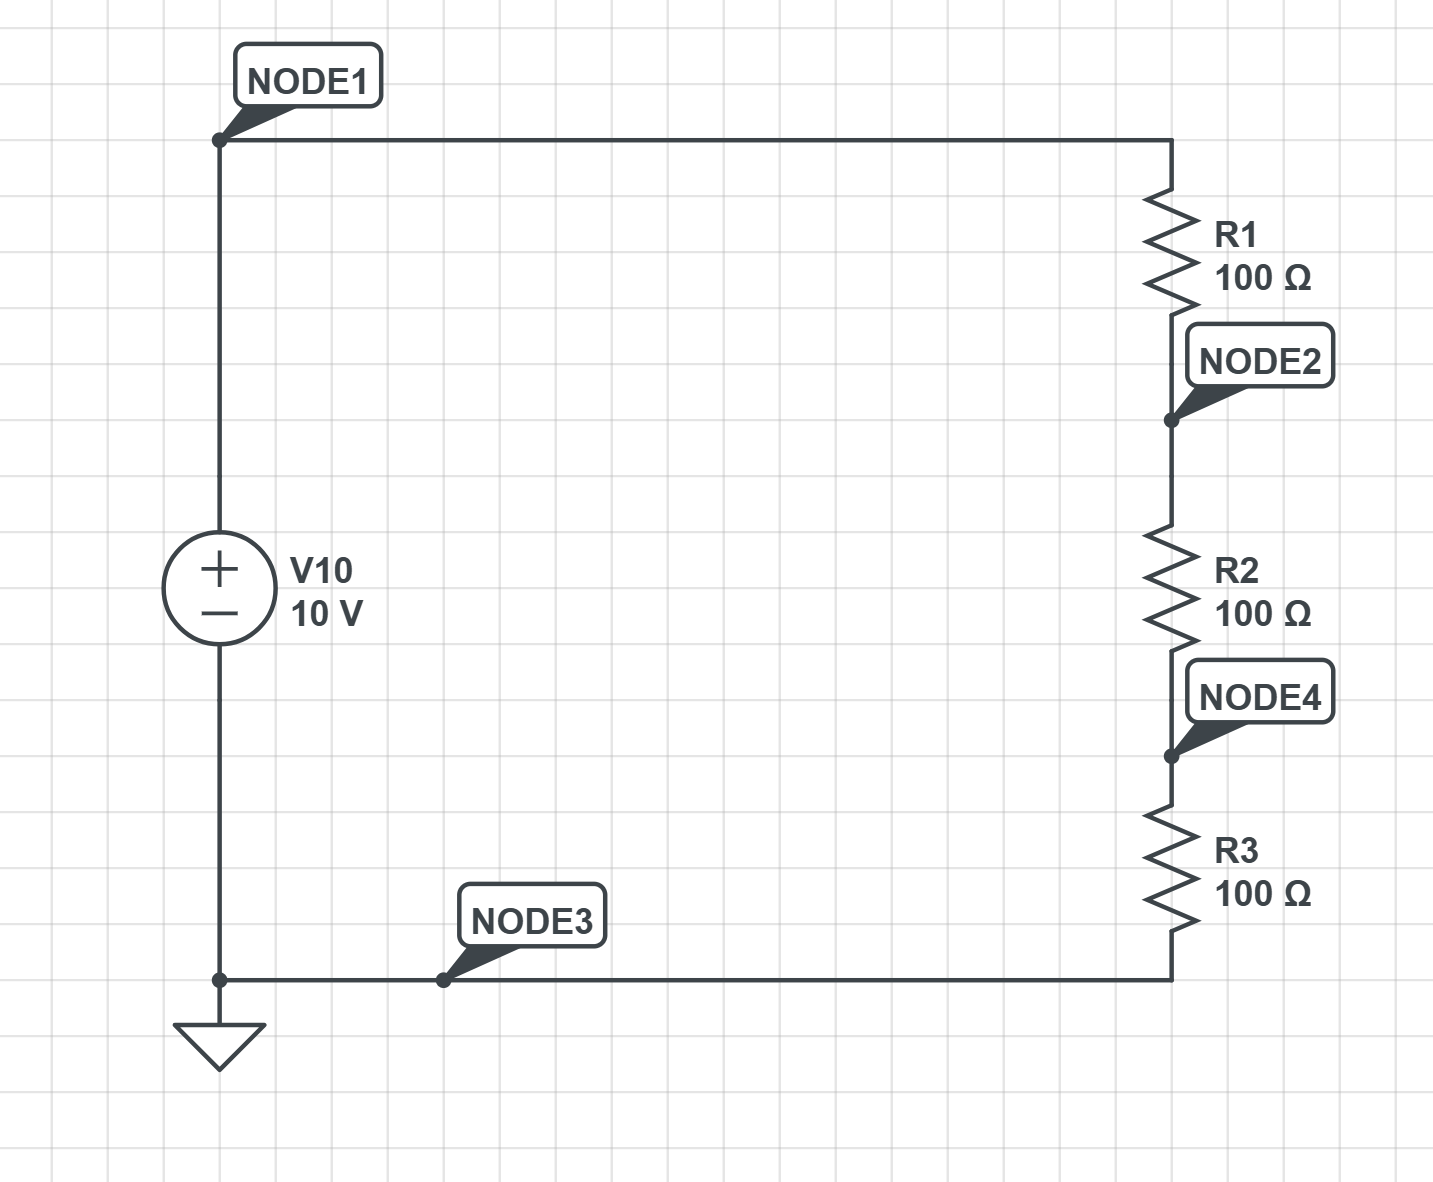 NODE1
R1
100 Ω
NODE2
V10
10 V
R2
100 Ω
NODE4
R3
100 Ω
NODE3